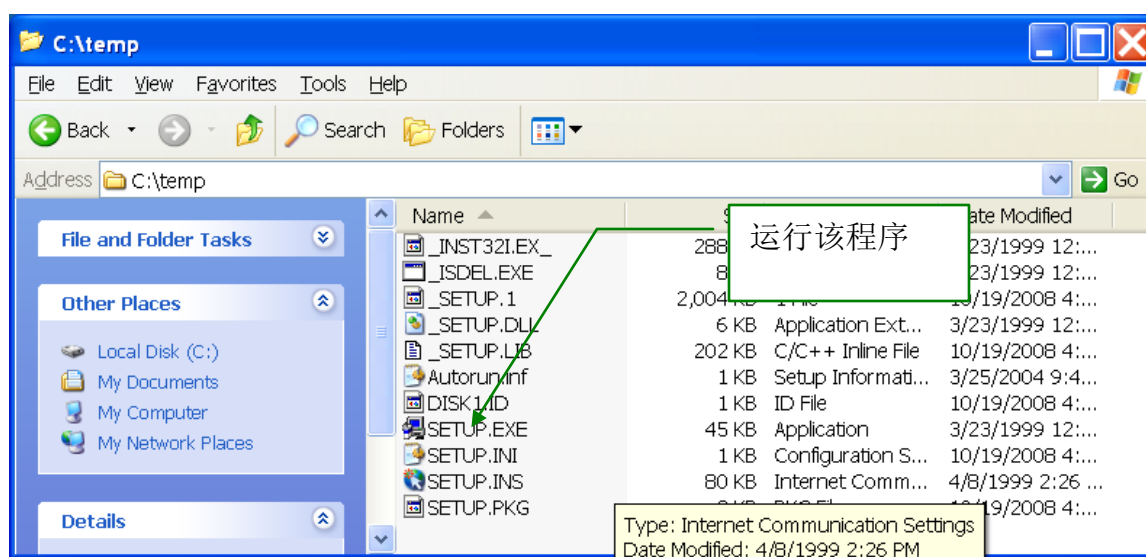 C:\temp
File Edit View Favorites Tools Help
Back Search Folders
Address C:\temp Go
File and Folder Tasks
Other Places
Local Disk (C:)
My Documents
My Computer
My Network Places
Details
Name ate Modified
运行该程序
_INST32I.EX_ 288 23/1999 12:...
_ISDEL.EXE 8 23/1999 12:...
_SETUP.1 2,004 KB 1 File 10/19/2008 4:...
_SETUP.DLL 6 KB Application Ext... 3/23/1999 12:...
_SETUP.LIB 202 KB C/C++ Inline File 10/19/2008 4:...
Autorun.inf 1 KB Setup Informati... 3/25/2004 9:4...
DISK1.ID 1 KB ID File 10/19/2008 4:...
SETUP.EXE 45 KB Application 3/23/1999 12:...
SETUP.INI 1 KB Configuration S... 10/19/2008 4:...
SETUP.INS 80 KB Internet Comm... 4/8/1999 2:26 ...
SETUP.PKG 19/2008 4:...
Type: Internet Communication Settings
Date Modified: 4/8/1999 2:26 PM